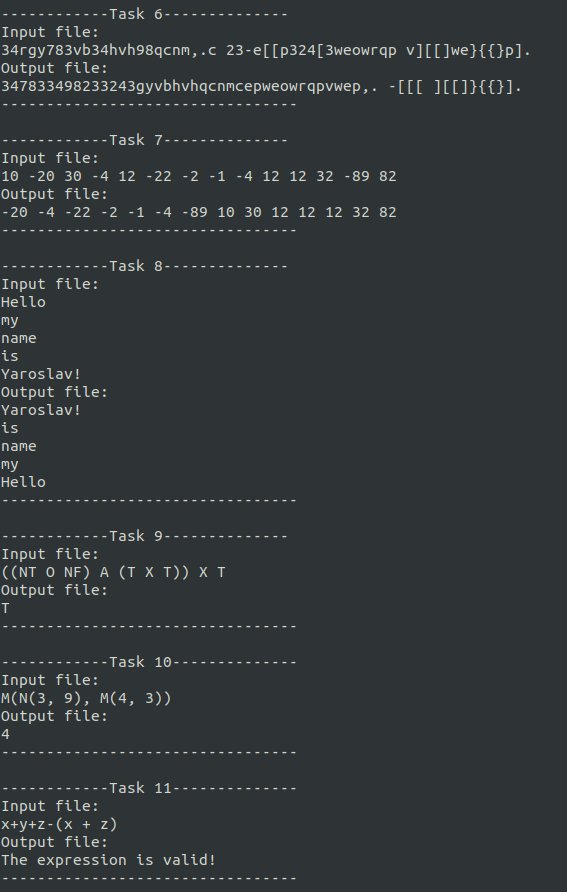 ------------Task 6--------------
Input file:
34rgy783vb34hvh98qcnm,.c 23-e[[p324[3weowrqp v][[]we}{{}p].
Output file:
347833498233243gyvbhvhqcnmcepweowrqpvwep,. -[[[ ][[]}{{}].
---------------------------------
------------Task 7--------------
Input file:
10 -20 30 -4 12 -22 -2 -1 -4 12 12 32 -89 82
Output file:
-20 -4 -22 -2 -1 -4 -89 10 30 12 12 12 32 82
---------------------------------
------------Task 8--------------
Input file:
Hello
my
name
is
Yaroslav!
Output file:
Yaroslav!
is
name
my
Hello
---------------------------------
------------Task 9--------------
Input file:
((NT O NF) A (T X T)) X T
Output file:
T
---------------------------------
------------Task 10--------------
Input file:
M(N(3, 9), M(4, 3))
Output file:
4
---------------------------------
------------Task 11--------------
Input file:
x+y+z-(x + z)
Output file:
The expression is valid!
---------------------------------